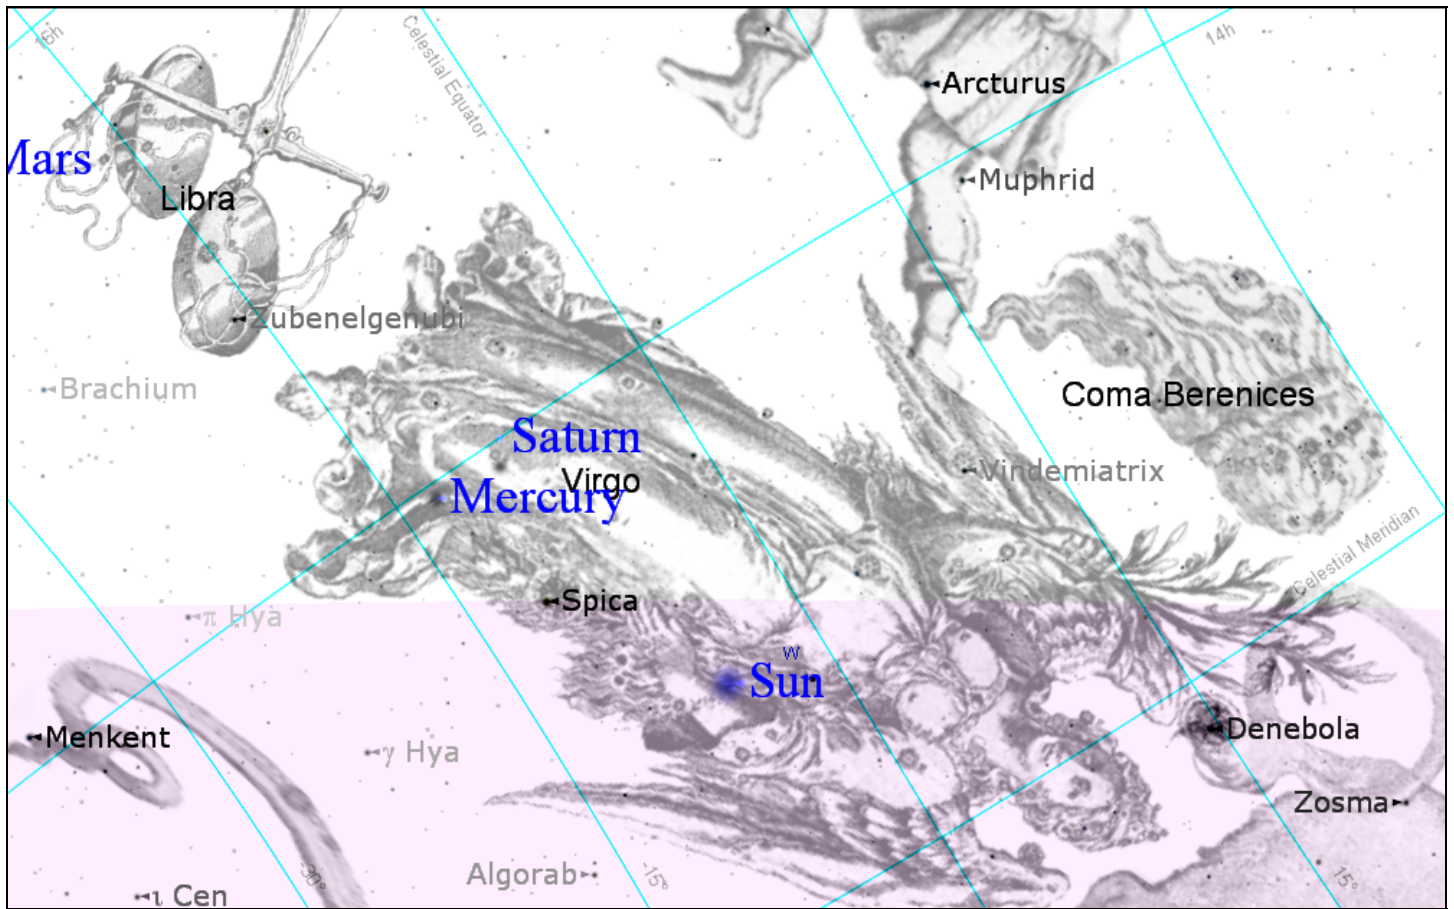 16h
Celestial Equator
14h
Arcturus
Mars
Muphrid
Libra
Zubenelgenubi
Brachium
Coma Berenices
Saturn
Virgo
Vindemiatrix
Mercury
Celestial Meridian
Spica
π Hya
W
Sun
Menkent
γ Hya
Denebola
Zosma
Algorab
-30°
-15°
15°
ι Cen